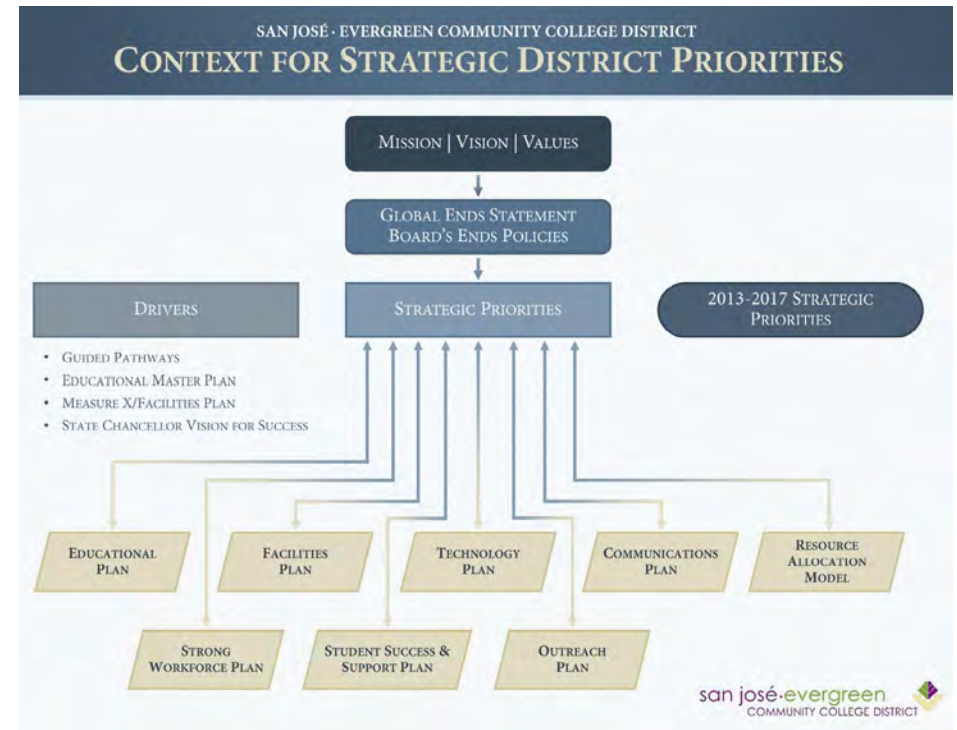 SAN JOSÉ · EVERGREEN COMMUNITY COLLEGE DISTRICT
CONTEXT FOR STRATEGIC DISTRICT PRIORITIES
MISSION | VISION | VALUES
GLOBAL ENDS STATEMENT
BOARD'S ENDS POLICIES
DRIVERS
STRATEGIC PRIORITIES
2013-2017 STRATEGIC
PRIORITIES
• GUIDED PATHWAYS
• EDUCATIONAL MASTER PLAN
• MEASURE X/FACILITIES PLAN
• STATE CHANCELLOR VISION FOR SUCCESS
EDUCATIONAL
PLAN
FACILITIES
PLAN
TECHNOLOGY
PLAN
COMMUNICATIONS
PLAN
RESOURCE
ALLOCATION
MODEL
STRONG
WORKFORCE PLAN
STUDENT SUCCESS &
SUPPORT PLAN
OUTREACH
PLAN
san josé·evergreen
COMMUNITY COLLEGE DISTRICT